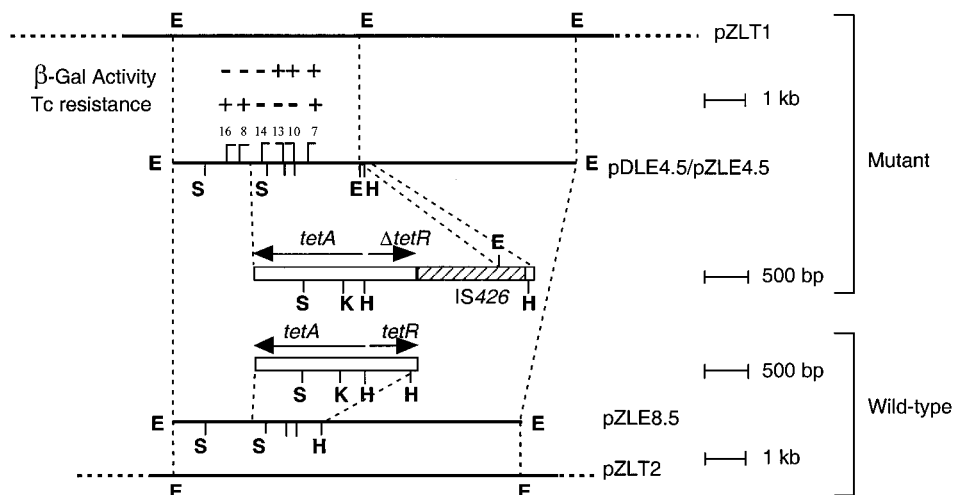 E E E pZLT1
β-Gal Activity - - - + + +
Tc resistance + + - - - +
1 kb
16 8 14 13 10 7
E E pDLE4.5/pZLE4.5
S S E H
Mutant
tetA ΔtetR E
500 bp
S K H IS426 H
tetA tetR
500 bp
S K H H
Wild-type
E E pZLE8.5
S S H
1 kb
pZLT2
E E